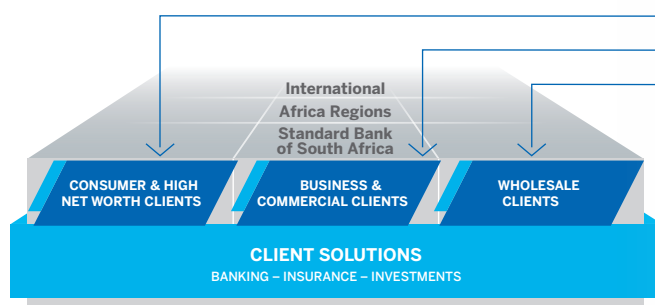 International
Africa Regions
Standard Bank
of South Africa
CONSUMER & HIGH
NET WORTH CLIENTS
BUSINESS &
COMMERCIAL CLIENTS
WHOLESALE
CLIENTS
CLIENT SOLUTIONS
BANKING – INSURANCE – INVESTMENTS